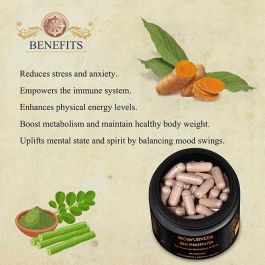 BENEFITS
Reduces stress and anxiety.
Empowers the immune system.
Enhances physical energy levels.
Boost metabolism and maintain healthy body weight.
Uplifts mental state and spirit by balancing mood swings.